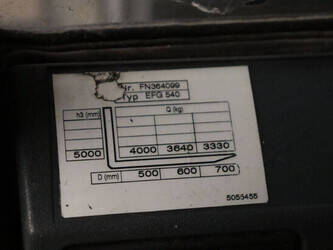 Nr. FN364099
Typ EFG 540
h3 (mm) Q (kg)
5000 4000 3640 3330
D (mm) 500 600 700
5055455